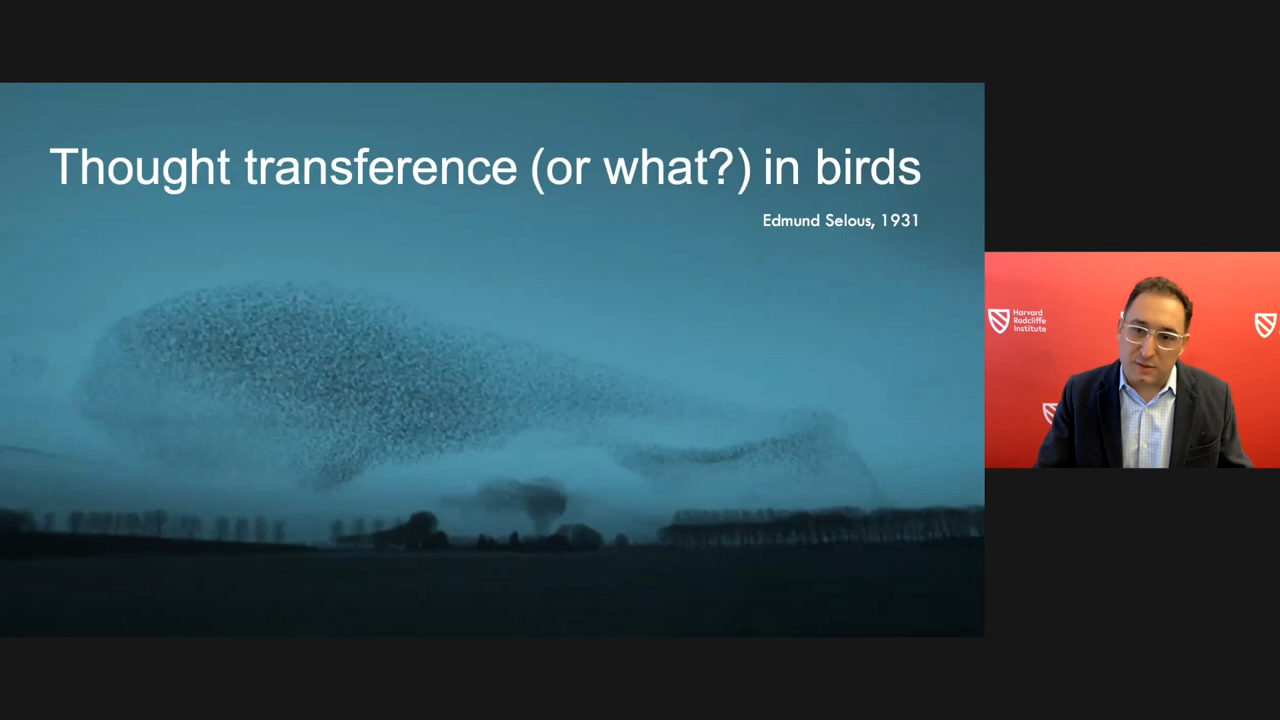 Thought transference (or what?) in birds
Edmund Selous, 1931
Harvard
Radcliffe
Institute